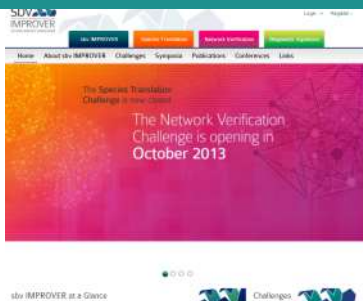 sbv
IMPROVER
Login Register
sbv IMPROVER Species Translation Network Verification Diagnostic Signature
Home About sbv IMPROVER Challenges Symposia Publications Conferences Links
The Species Translation
Challenge is now closed
The Network Verification
Challenge is opening in
October 2013
sbv IMPROVER at a Glance
Challenges